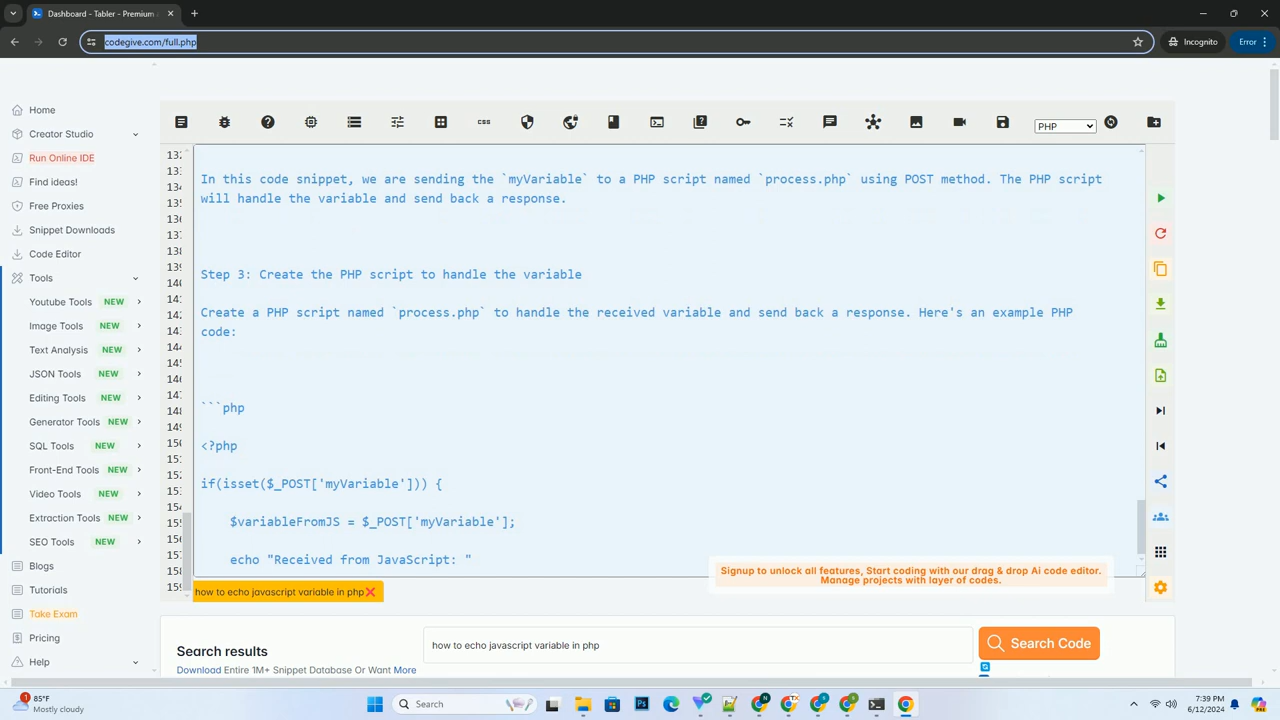 Dashboard - Tabler - Premium
codegive.com/full.php
Incognito
Error
Home
Creator Studio
Run Online IDE
Find ideas!
Free Proxies
Snippet Downloads
Code Editor
Tools
Youtube Tools NEW
Image Tools NEW
Text Analysis NEW
JSON Tools NEW
Editing Tools NEW
Generator Tools NEW
SQL Tools NEW
Front-End Tools NEW
Video Tools NEW
Extraction Tools NEW
SEO Tools NEW
Blogs
Tutorials
Take Exam
Pricing
Help
CSS
PHP
In this code snippet, we are sending the `myVariable` to a PHP script named `process.php` using POST method. The PHP script
will handle the variable and send back a response.
Step 3: Create the PHP script to handle the variable
Create a PHP script named `process.php` to handle the received variable and send back a response. Here's an example PHP
code:
```php
<?php
if(isset($_POST['myVariable'])) {
$variableFromJS = $_POST['myVariable'];
echo "Received from JavaScript: "
Signup to unlock all features, Start coding with our drag & drop Ai code editor.
Manage projects with layer of codes.
how to echo javascript variable in php
Search results
Download Entire 1M+ Snippet Database Or Want More
how to echo javascript variable in php
Search Code
1
85°F
Mostly cloudy
Search
7:39 PM
6/12/2024